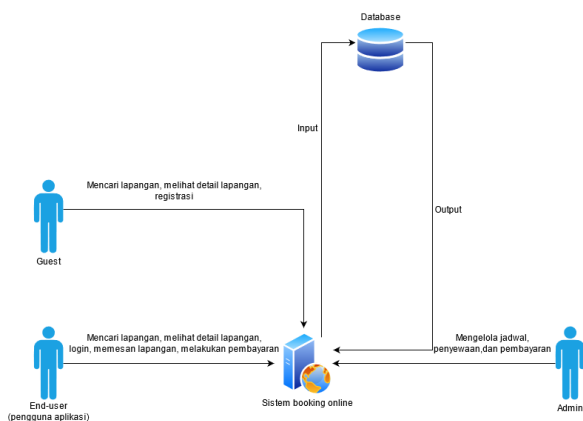 Database
Input
Mencari lapangan, melihat detail lapangan,
registrasi
Output
Guest
Mencari lapangan, melihat detail lapangan,
login, memesan lapangan, melakukan pembayaran
Mengelola jadwal,
penyewaan,dan pembayaran
End-user
(pengguna aplikasi)
Sistem booking online
Admin